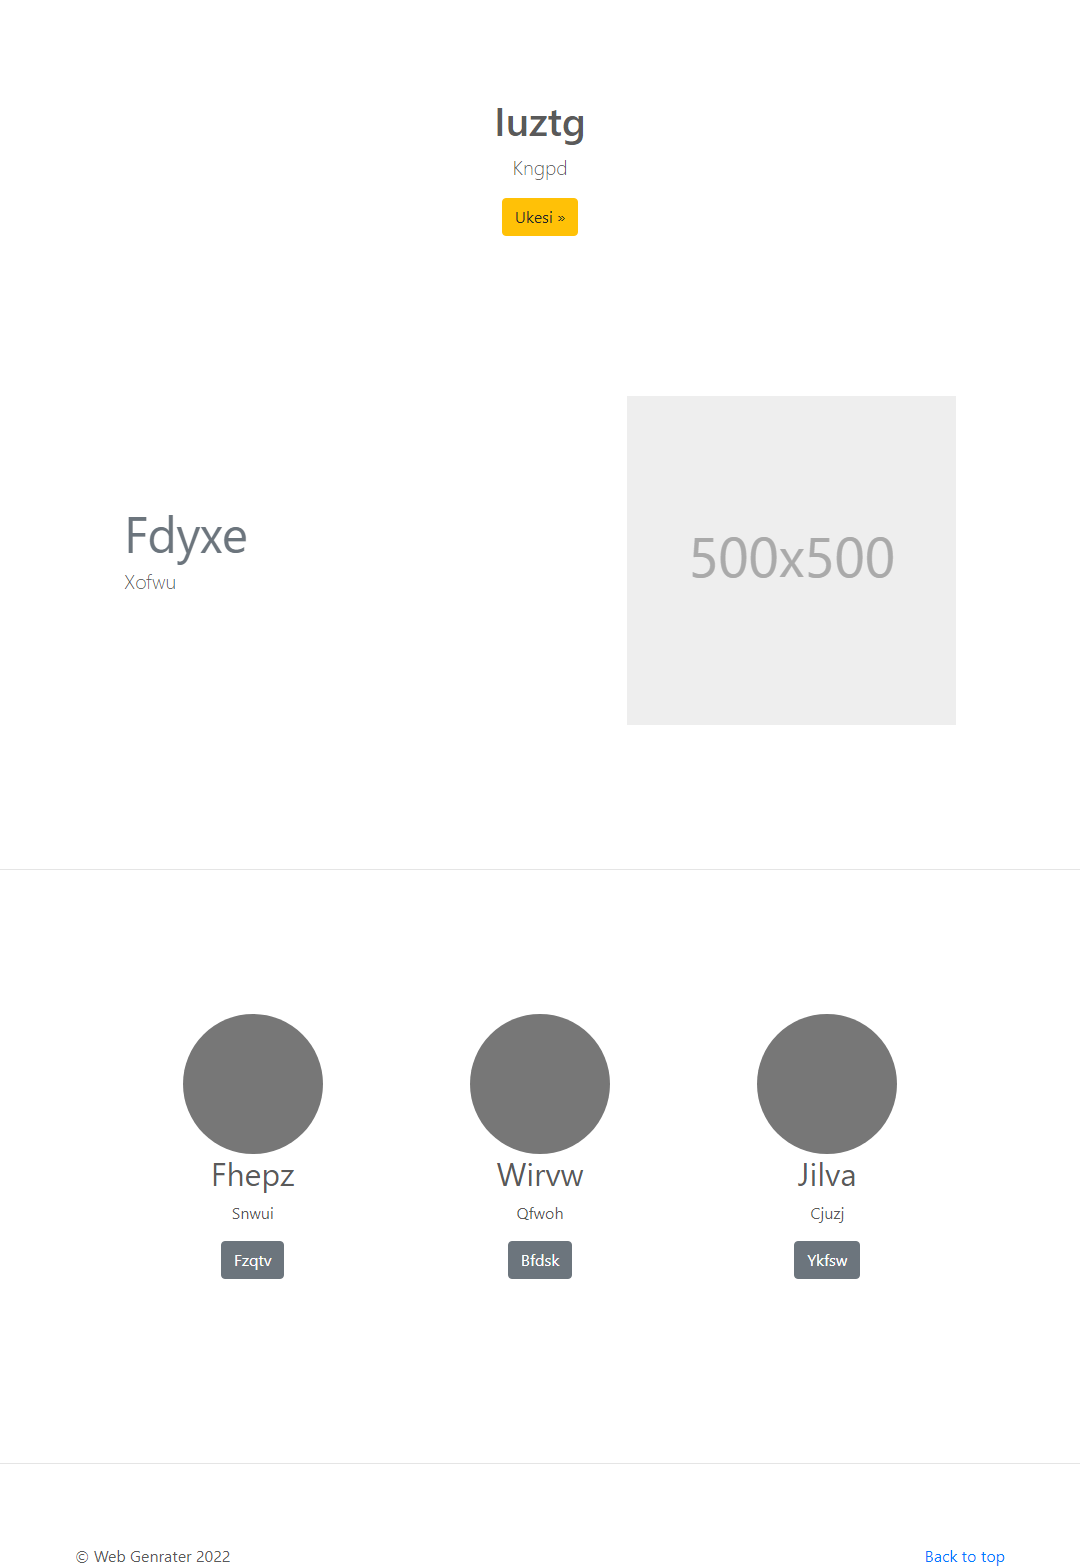 Iuztg
Kngpd
Ukesi »
Fdyxe
Xofwu
500x500
Fhepz
Snwui
Fzqtv
Wirvw
Qfwoh
Bfdsk
Jilva
Cjuzj
Ykfsw
© Web Genrater 2022
Back to top